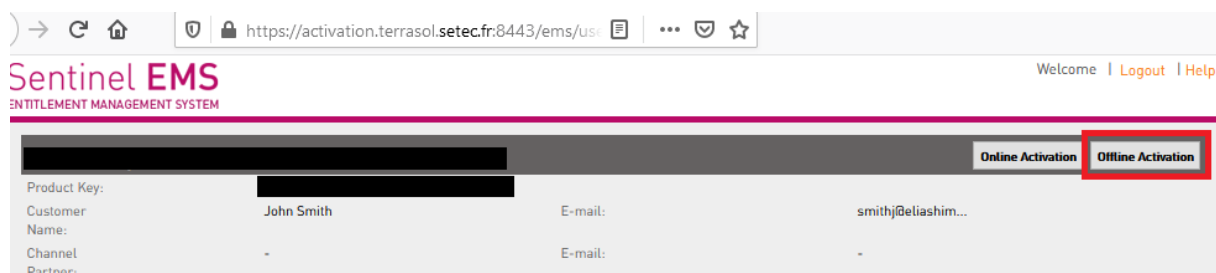 https://activation.terrasol.setec.fr:8443/ems/us
Sentinel EMS
ENTITLEMENT MANAGEMENT SYSTEM
Welcome | Logout | Help
Online Activation Offline Activation
Product Key:
Customer Name: John Smith E-mail: smithj@eliashim...
Channel Partner: - E-mail: -